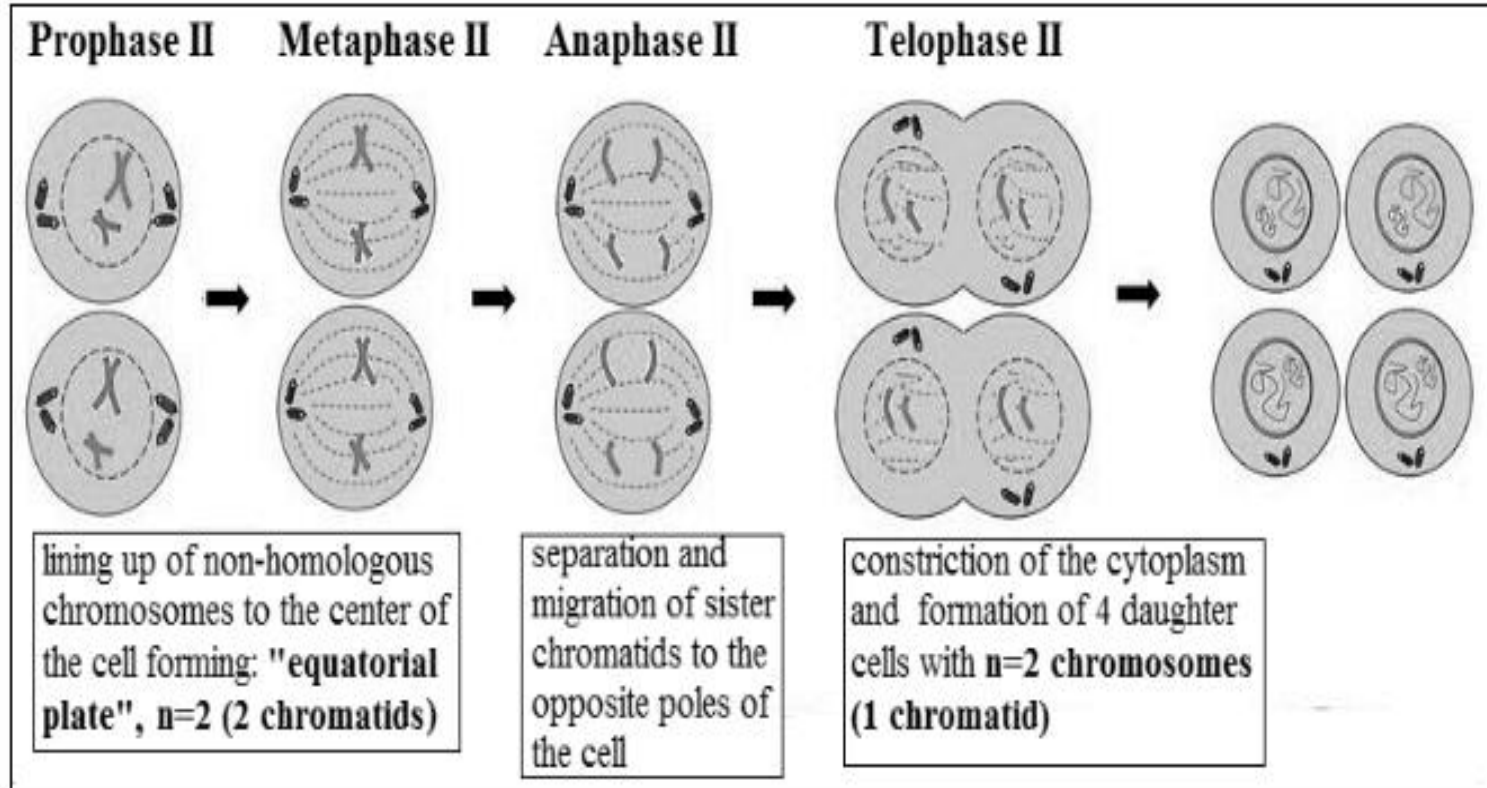 Prophase II
Metaphase II
Anaphase II
Telophase II
lining up of non-homologous
chromosomes to the center of
the cell forming: "equatorial
plate", n=2 (2 chromatids)
separation and
migration of sister
chromatids to the
opposite poles of
the cell
constriction of the cytoplasm
and formation of 4 daughter
cells with n=2 chromosomes
(1 chromatid)